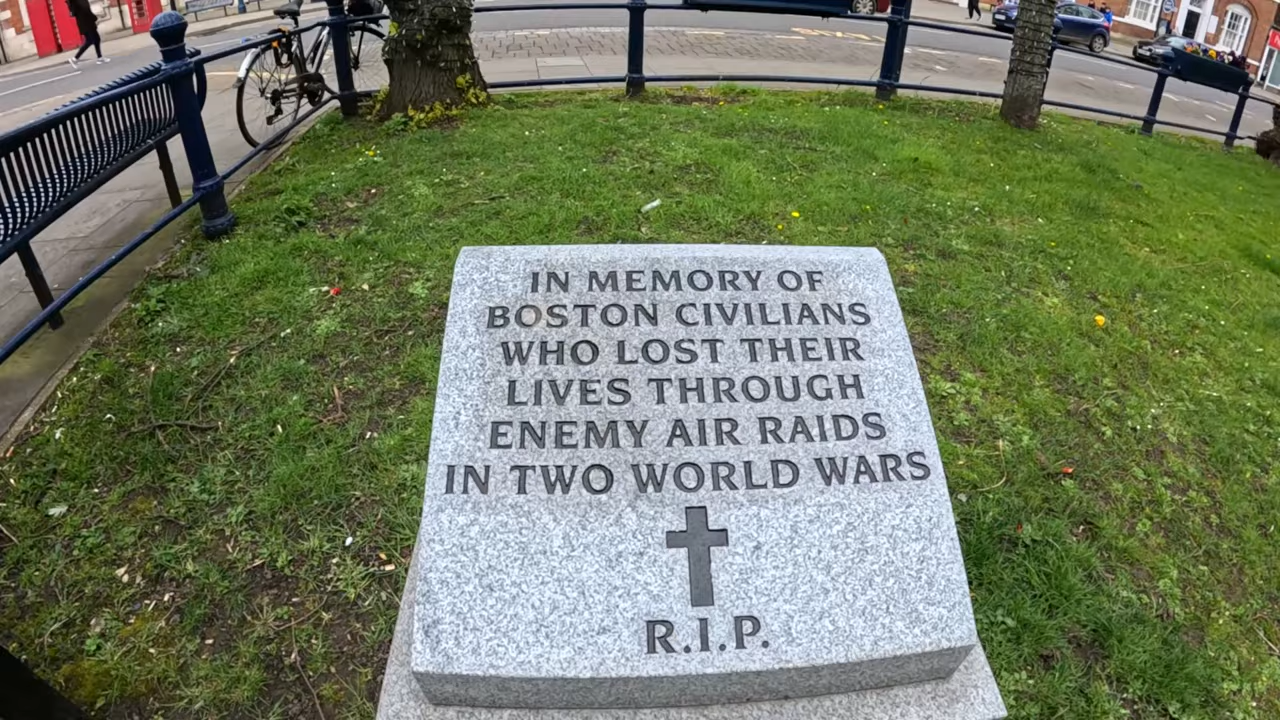 IN MEMORY OF
BOSTON CIVILIANS
WHO LOST THEIR
LIVES THROUGH
ENEMY AIR RAIDS
IN TWO WORLD WARS
R.I.P.